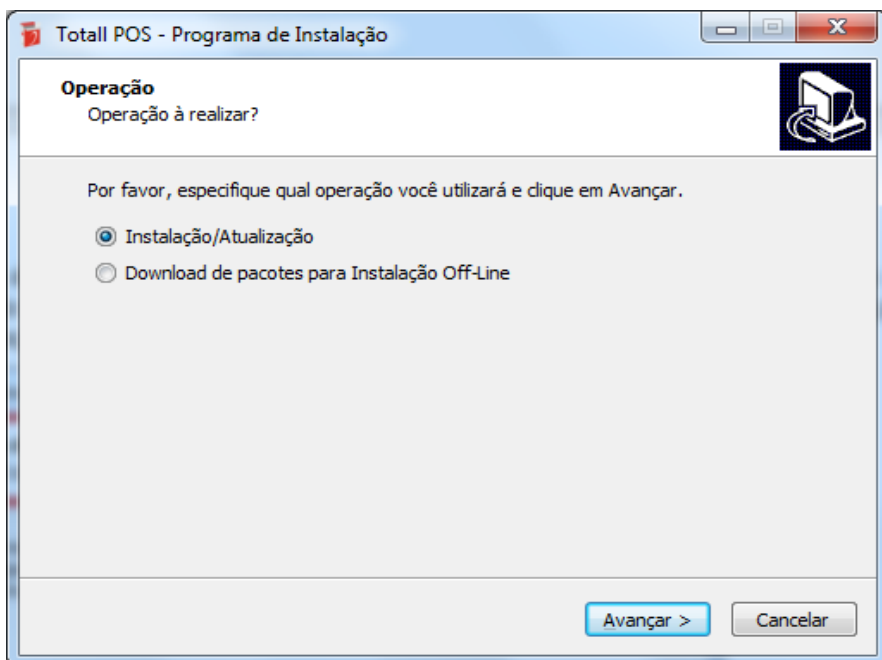 Totall POS - Programa de Instalação
Operação
Operação à realizar?
Por favor, especifique qual operação você utilizará e clique em Avançar.
Instalação/Atualização
Download de pacotes para Instalação Off-Line
Avançar >
Cancelar